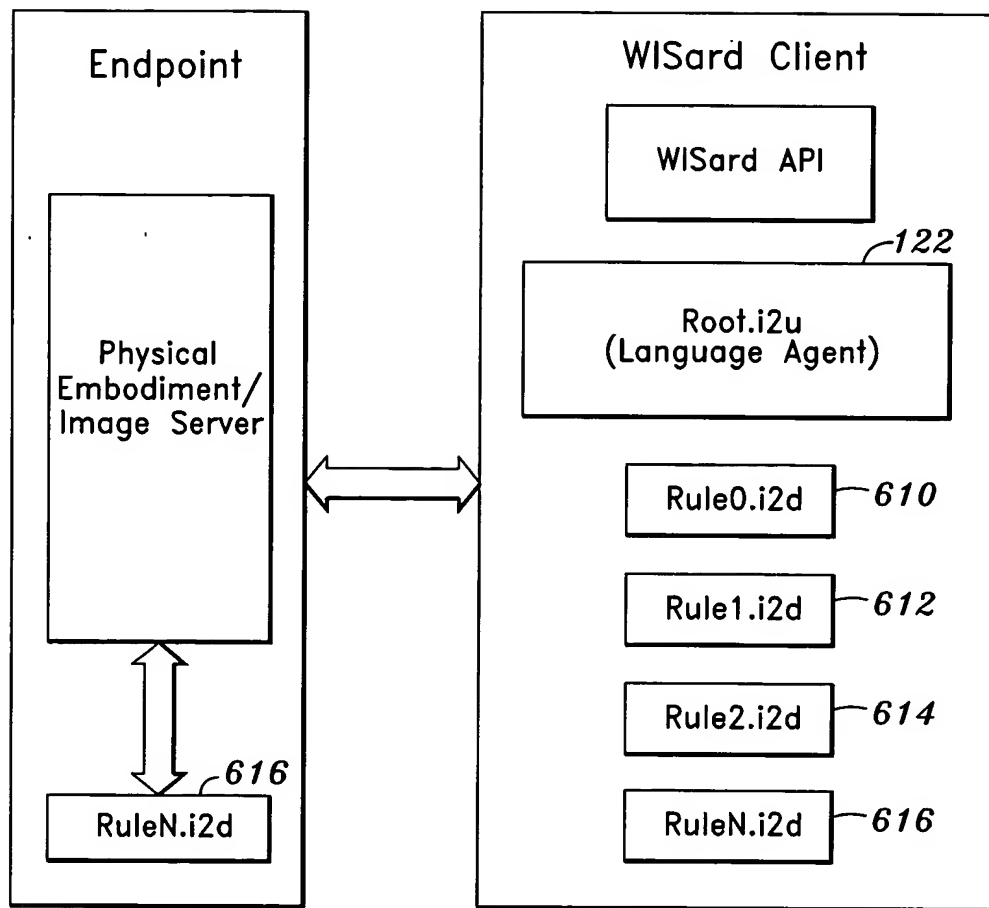 Endpoint
Physical
Embodiment/
Image Server
616
RuleN.i2d
WISard Client
WISard API
122
Root.i2u
(Language Agent)
Rule0.i2d
610
Rule1.i2d
612
Rule2.i2d
614
RuleN.i2d
616